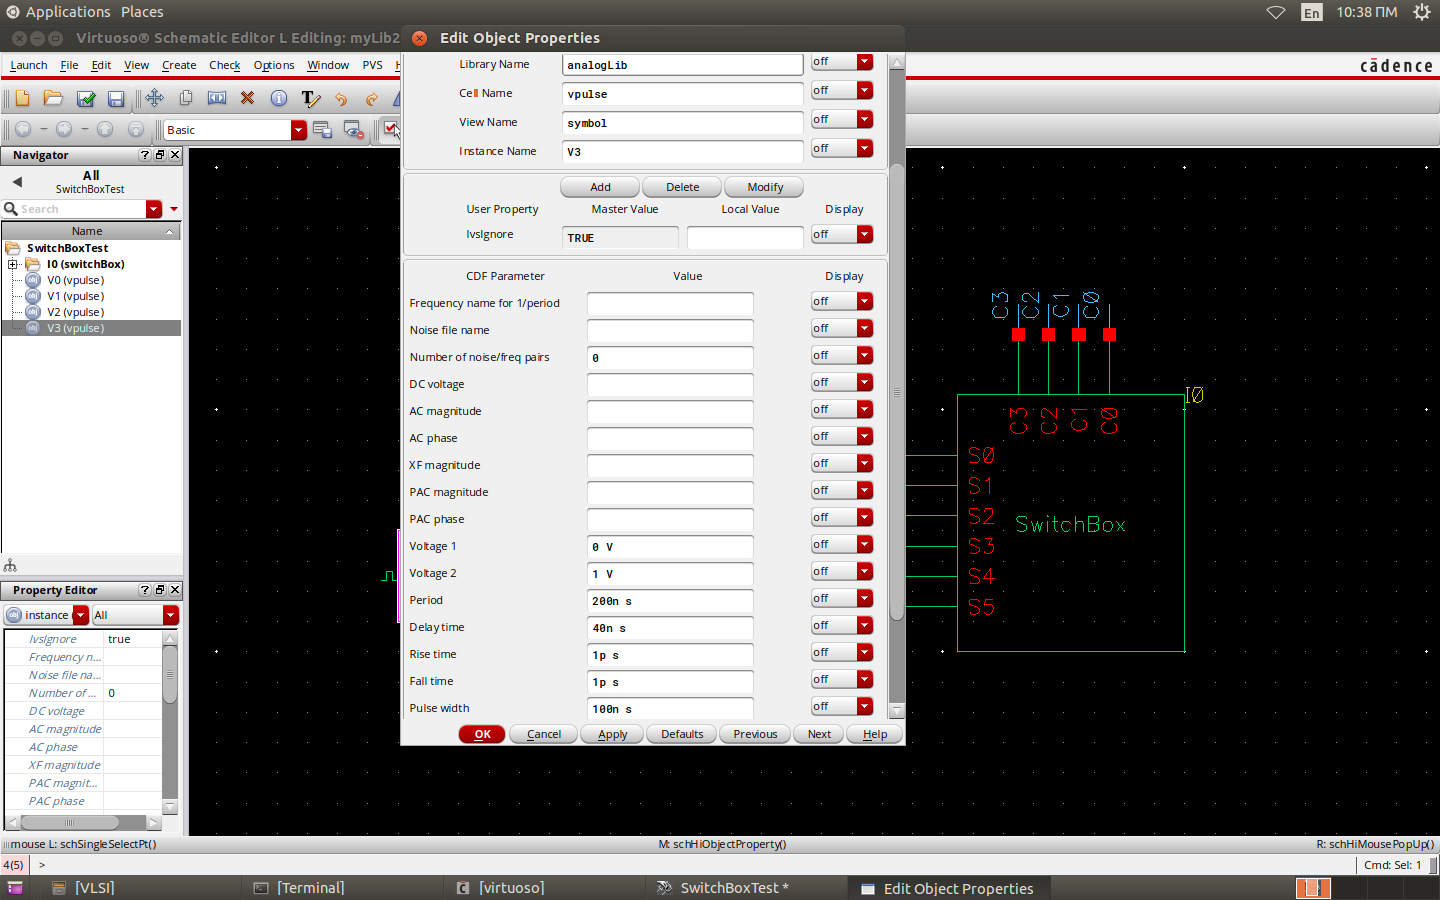 Applications Places
En 10:38 ΠΜ
Virtuoso® Schematic Editor L Editing: myLib2
Edit Object Properties
Launch File Edit View Create Check Options Window PVS
cādence
Basic
Navigator
All
SwitchBoxTest
Search
Name
SwitchBoxTest
I0 (switchBox)
V0 (vpulse)
V1 (vpulse)
V2 (vpulse)
V3 (vpulse)
Property Editor
instance All
lvsIgnore true
Frequency n...
Noise file na...
Number of ... 0
DC voltage
AC magnitude
AC phase
XF magnitude
PAC magnit...
PAC phase
Library Name analogLib off
Cell Name vpulse off
View Name symbol off
Instance Name V3 off
Add Delete Modify
User Property Master Value Local Value Display
lvsIgnore TRUE off
CDF Parameter Value Display
Frequency name for 1/period off
Noise file name off
Number of noise/freq pairs 0 off
DC voltage off
AC magnitude off
AC phase off
XF magnitude off
PAC magnitude off
PAC phase off
Voltage 1 0 V off
Voltage 2 1 V off
Period 200n s off
Delay time 40n s off
Rise time 1p s off
Fall time 1p s off
Pulse width 100n s off
OK Cancel Apply Defaults Previous Next Help
C3 C2 C1 C0
I0
C3 C2 C1 C0
S0
S1
S2
SwitchBox
S3
S4
S5
mouse L: schSingleSelectPt() M: schHiObjectProperty() R: schHiMousePopUp()
4(5) > Cmd: Sel: 1
[VLSI] [Terminal] [virtuoso] SwitchBoxTest * Edit Object Properties